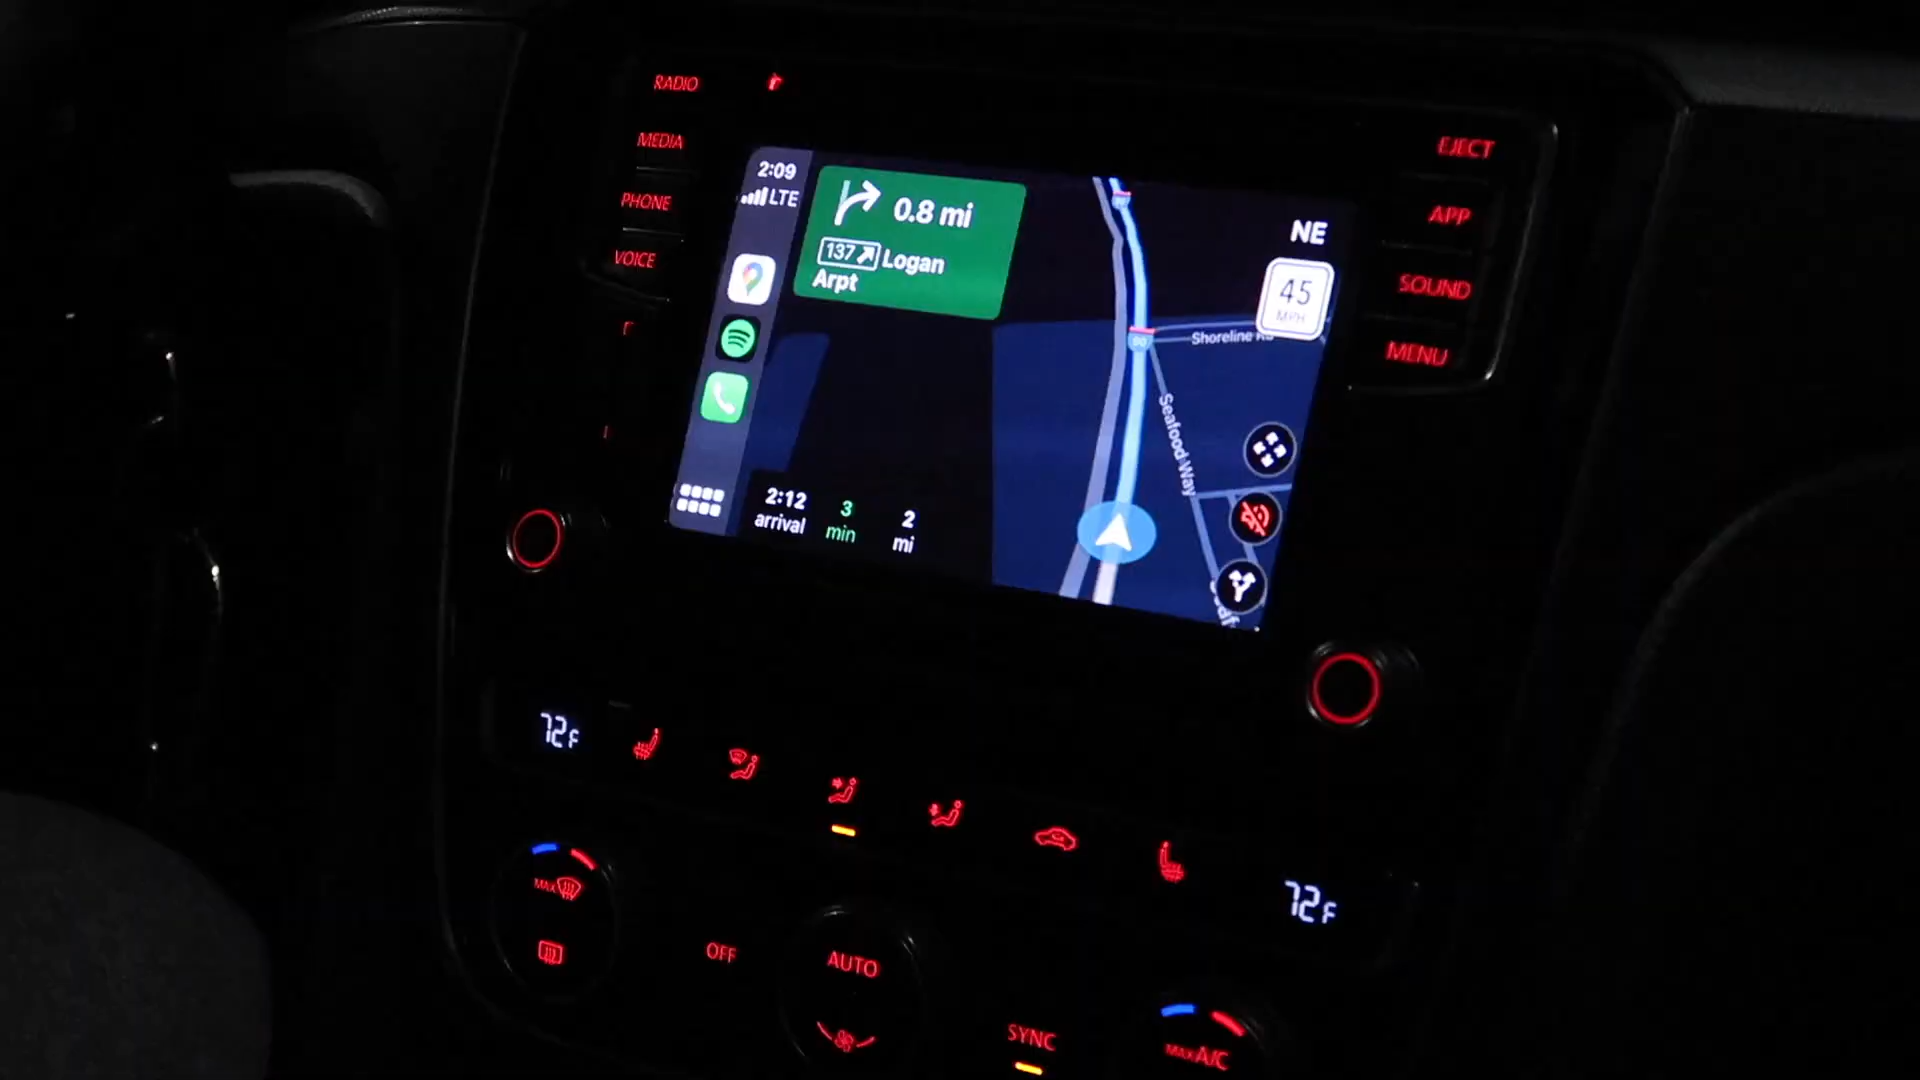 RADIO
MEDIA
PHONE
VOICE
2:09
LTE
0.8 mi
137 Logan
Arpt
NE
45
MPH
90
Shoreline
Seafood Way
2:12
arrival
3
min
2
mi
EJECT
APP
SOUND
MENU
72F
72F
MAX
OFF
AUTO
SYNC
MAX A/C